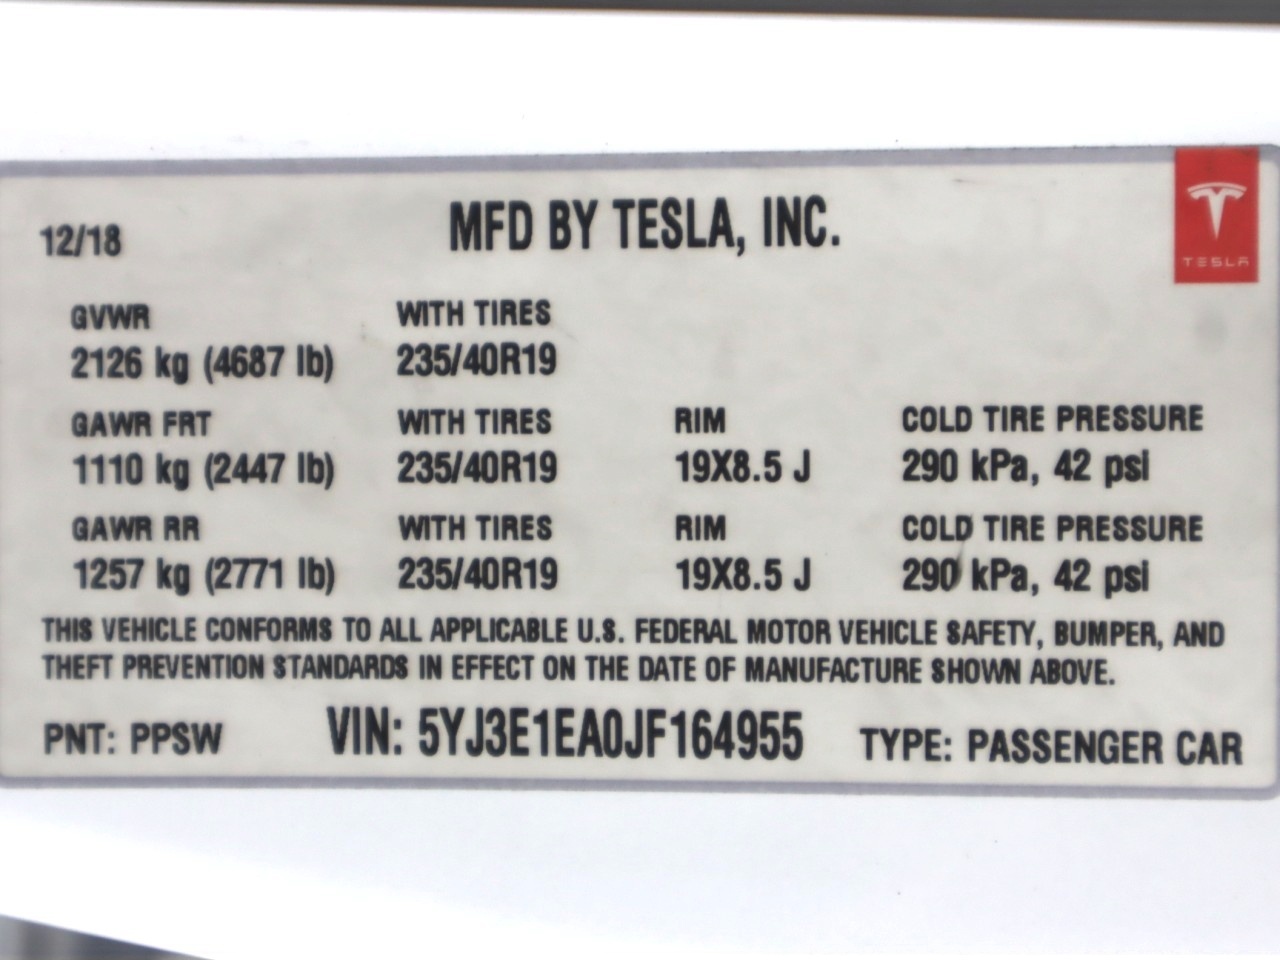 12/18 MFD BY TESLA, INC.
TESLA
GVWR WITH TIRES
2126 kg (4687 lb) 235/40R19
GAWR FRT WITH TIRES RIM COLD TIRE PRESSURE
1110 kg (2447 lb) 235/40R19 19X8.5 J 290 kPa, 42 psi
GAWR RR WITH TIRES RIM COLD TIRE PRESSURE
1257 kg (2771 lb) 235/40R19 19X8.5 J 290 kPa, 42 psi
THIS VEHICLE CONFORMS TO ALL APPLICABLE U.S. FEDERAL MOTOR VEHICLE SAFETY, BUMPER, AND
THEFT PREVENTION STANDARDS IN EFFECT ON THE DATE OF MANUFACTURE SHOWN ABOVE.
PNT: PPSW VIN: 5YJ3E1EA0JF164955 TYPE: PASSENGER CAR